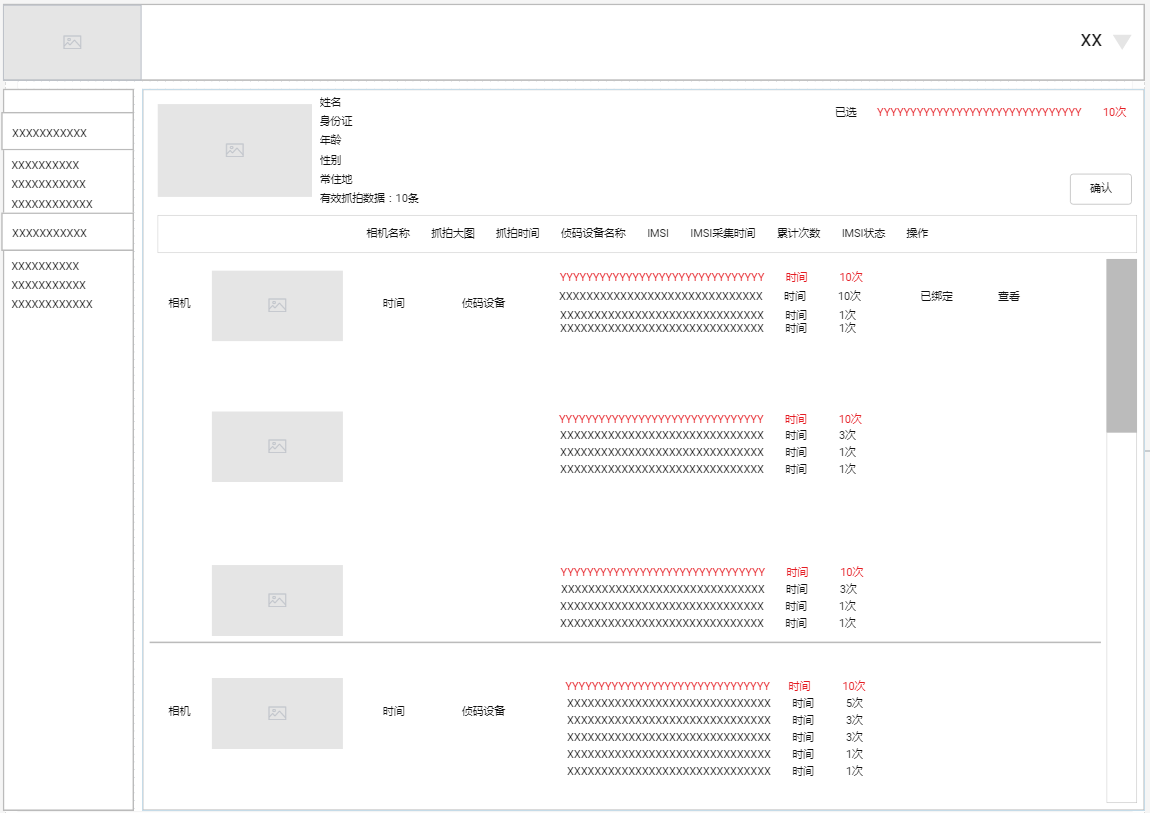 XX
XXXXXXXXXXX
XXXXXXXXXX
XXXXXXXXXXX
XXXXXXXXXXXX
XXXXXXXXXXX
XXXXXXXXXX
XXXXXXXXXXX
XXXXXXXXXXXX
姓名
身份证
年龄
性别
常住地
有效抓拍数据：10条
已选 YYYYYYYYYYYYYYYYYYYYYYYYYYYYYYY 10次
确认
相机名称 抓拍大图 抓拍时间 侦码设备名称 IMSI IMSI采集时间 累计次数 IMSI状态 操作
YYYYYYYYYYYYYYYYYYYYYYYYYYYYYYY 时间 10次
XXXXXXXXXXXXXXXXXXXXXXXXXXXXXX 时间 10次 已绑定 查看
相机 时间 侦码设备
XXXXXXXXXXXXXXXXXXXXXXXXXXXXXX 时间 1次
XXXXXXXXXXXXXXXXXXXXXXXXXXXXXX 时间 1次
YYYYYYYYYYYYYYYYYYYYYYYYYYYYYYY 时间 10次
XXXXXXXXXXXXXXXXXXXXXXXXXXXXXX 时间 3次
XXXXXXXXXXXXXXXXXXXXXXXXXXXXXX 时间 1次
XXXXXXXXXXXXXXXXXXXXXXXXXXXXXX 时间 1次
YYYYYYYYYYYYYYYYYYYYYYYYYYYYYYY 时间 10次
XXXXXXXXXXXXXXXXXXXXXXXXXXXXXX 时间 3次
XXXXXXXXXXXXXXXXXXXXXXXXXXXXXX 时间 1次
XXXXXXXXXXXXXXXXXXXXXXXXXXXXXX 时间 1次
YYYYYYYYYYYYYYYYYYYYYYYYYYYYYYY 时间 10次
XXXXXXXXXXXXXXXXXXXXXXXXXXXXXX 时间 5次
相机 时间 侦码设备
XXXXXXXXXXXXXXXXXXXXXXXXXXXXXX 时间 3次
XXXXXXXXXXXXXXXXXXXXXXXXXXXXXX 时间 3次
XXXXXXXXXXXXXXXXXXXXXXXXXXXXXX 时间 1次
XXXXXXXXXXXXXXXXXXXXXXXXXXXXXX 时间 1次